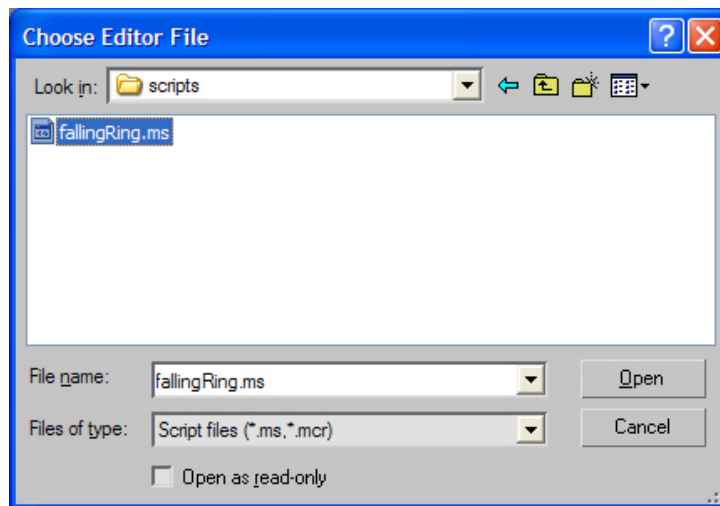 Choose Editor File
Look in: scripts
fallingRing.ms
File name: fallingRing.ms Open
Files of type: Script files (*.ms,*.mcr) Cancel
Open as read-only